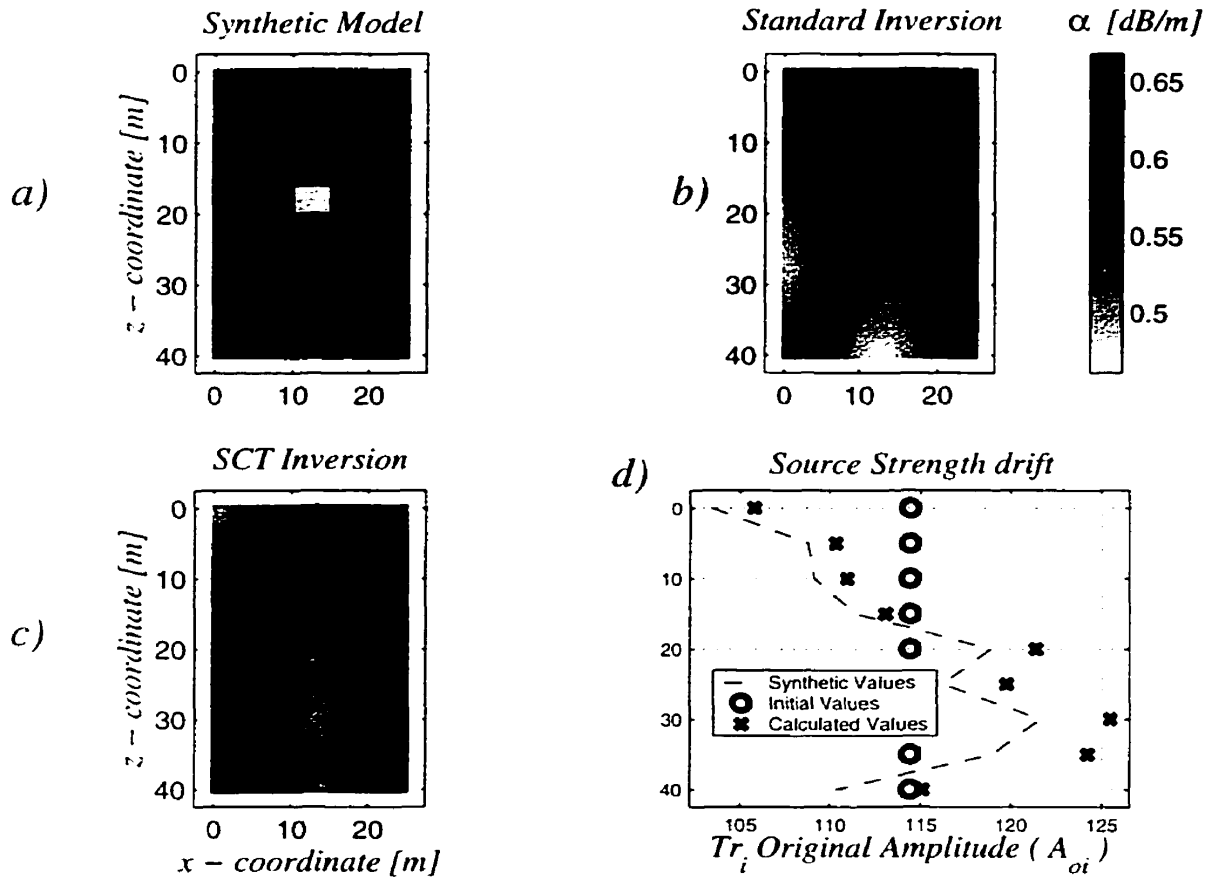 Synthetic Model
Standard Inversion
α [dB/m]
a)
z - coordinate [m]
0
10
20
30
40
0
10
20
b)
0
10
20
30
40
0
10
20
0.65
0.6
0.55
0.5
SCT Inversion
c)
z - coordinate [m]
0
10
20
30
40
0
10
20
x - coordinate [m]
d)
Source Strength drift
0
10
20
30
40
Synthetic Values
Initial Values
Calculated Values
105
110
115
120
125
Tri Original Amplitude ( Aoi )